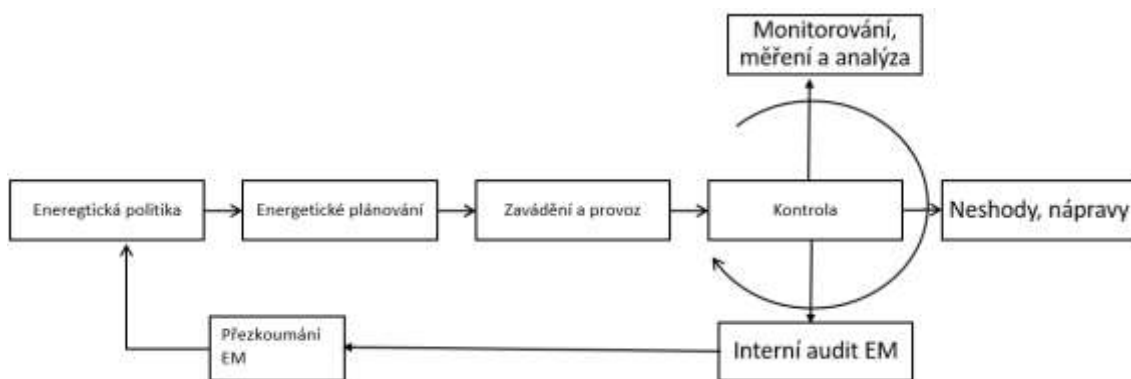 Monitorování,
měření a analýza
Eneregtická politika
Energetické plánování
Zavádění a provoz
Kontrola
Neshody, nápravy
Přezkoumání
EM
Interní audit EM